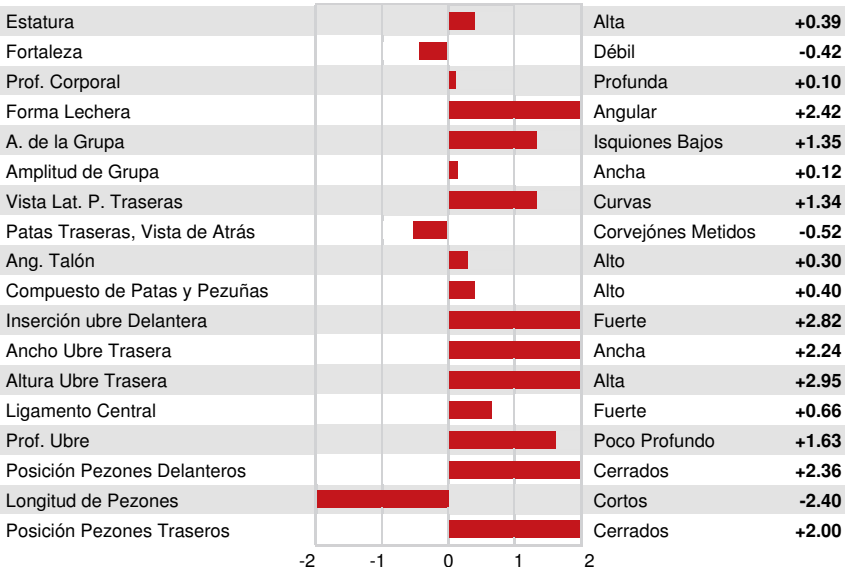 Estatura Alta +0.39
Fortaleza Débil -0.42
Prof. Corporal Profunda +0.10
Forma Lechera Angular +2.42
A. de la Grupa Isquiones Bajos +1.35
Amplitud de Grupa Ancha +0.12
Vista Lat. P. Traseras Curvas +1.34
Patas Traseras, Vista de Atrás Corvejónes Metidos -0.52
Ang. Talón Alto +0.30
Compuesto de Patas y Pezuñas Alto +0.40
Inserción ubre Delantera Fuerte +2.82
Ancho Ubre Trasera Ancha +2.24
Altura Ubre Trasera Alta +2.95
Ligamento Central Fuerte +0.66
Prof. Ubre Poco Profundo +1.63
Posición Pezones Delanteros Cerrados +2.36
Longitud de Pezones Cortos -2.40
Posición Pezones Traseros Cerrados +2.00
-2 -1 0 1 2